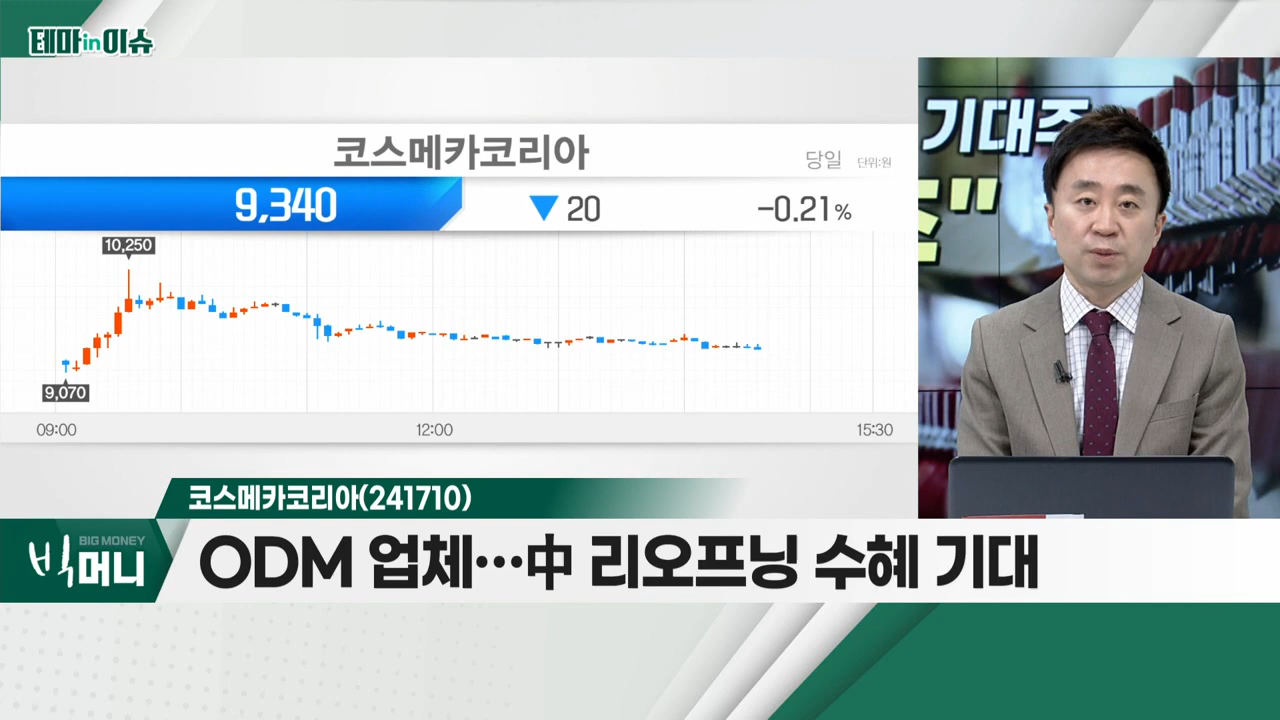 테마in이슈
코스메카코리아
당일 단위:원
9,340 ▼20 -0.21%
10,250
9,070
09:00 12:00 15:30
기대주
"
코스메카코리아(241710)
BIG MONEY
빅머니
ODM 업체…中 리오프닝 수혜 기대